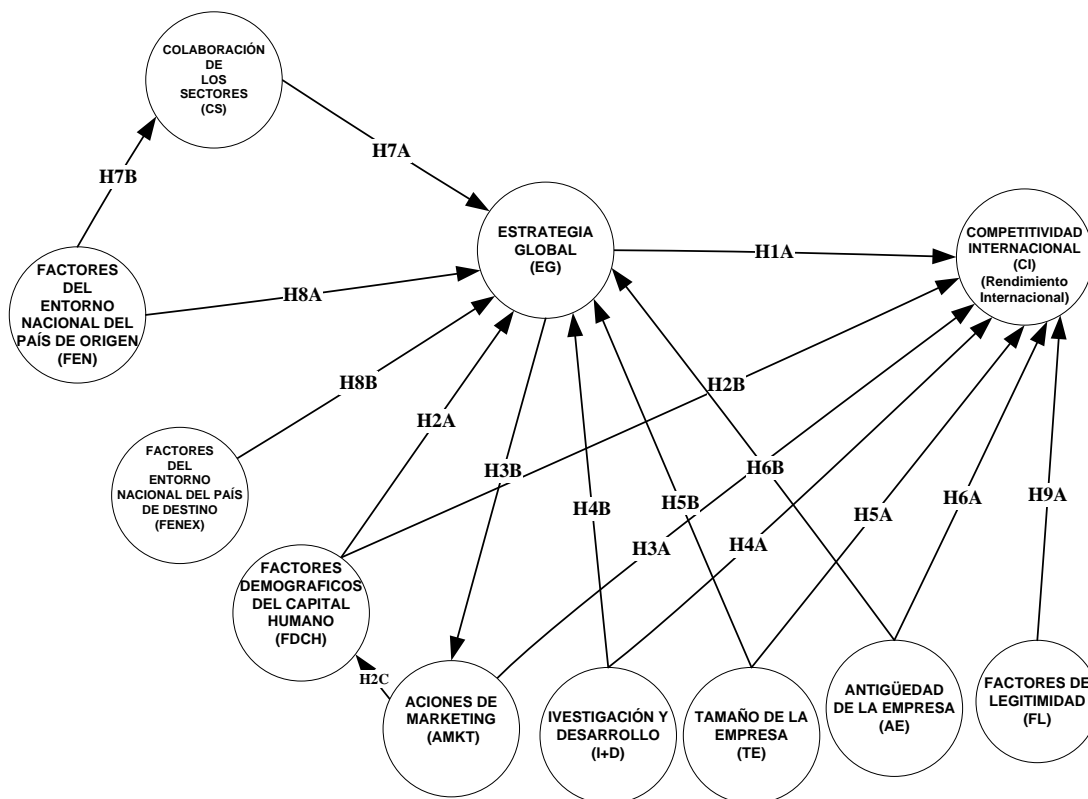 COLABORACIÓN
DE
LOS
SECTORES
(CS)
H7A
H7B
ESTRATEGIA
GLOBAL
(EG)
H1A
COMPETITIVIDAD
INTERNACIONAL
(CI)
(Rendimiento
Internacional)
FACTORES
DEL
ENTORNO
NACIONAL DEL
PAÍS DE ORIGEN
(FEN)
H8A
H8B
H2A
H2B
FACTORES
DEL
ENTORNO
NACIONAL DEL PAÍS
DE DESTINO
(FENEX)
H3B
H4B
H5B
H6B
H3A
H4A
H5A
H6A
H9A
FACTORES
DEMOGRAFICOS
DEL CAPITAL
HUMANO
(FDCH)
H2C
ACIONES DE
MARKETING
(AMKT)
IVESTIGACIÓN Y
DESARROLLO
(I+D)
TAMAÑO DE LA
EMPRESA
(TE)
ANTIGÜEDAD
DE LA EMPRESA
(AE)
FACTORES DE
LEGITIMIDAD
(FL)